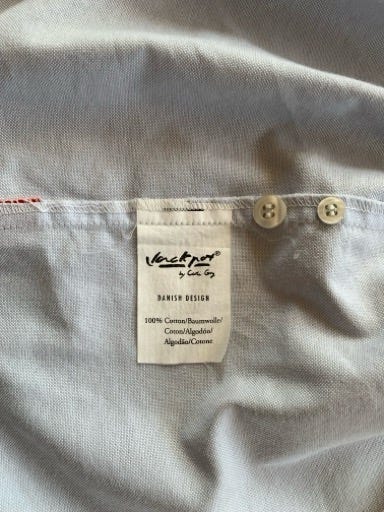 Jackpot®
by Carli Gry
DANISH DESIGN
100% Cotton/Baumwolle/
Coton/Algodón/
Algodão/Cotone